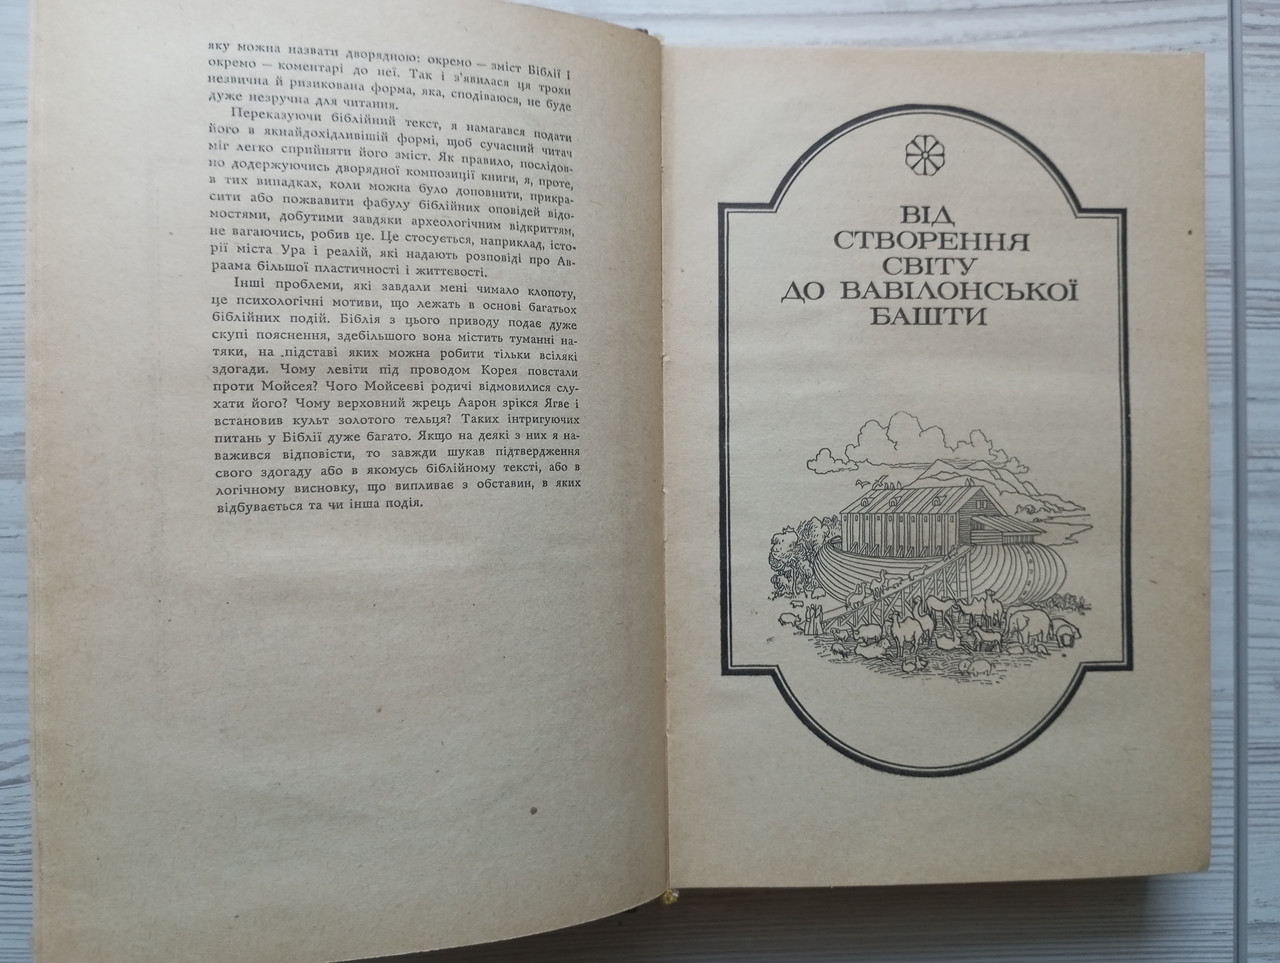 яку можна назвати дворядною: окремо — зміст Біблії і
окремо — коментарі до неї. Так і з'явилася ця трохи
незвична й ризикована форма, яка, сподіваюся, не буде
дуже незручна для читання.
Переказуючи біблійний текст, я намагався подати
його в якнайдохідливішій формі, щоб сучасний читач
міг легко сприйняти його зміст. Як правило, послідов-
но додержуючись дворядної композиції книги, я, проте,
в тих випадках, коли можна було доповнити, прикра-
сити або пожвавити фабулу біблійних оповідей відо-
мостями, добутими завдяки археологічним відкриттям,
не вагаючись, робив це. Це стосується, наприклад, істо-
рії міста Ура і реалій, які надають розповіді про Ав-
раама більшої пластичності і життєвості.
Інші проблеми, які завдали мені чимало клопоту,
це психологічні мотиви, що лежать в основі багатьох
біблійних подій. Біблія з цього приводу подає дуже
скупі пояснення, здебільшого вона містить туманні на-
тяки, на підставі яких можна робити тільки всілякі
здогади. Чому левіти під проводом Корея повстали
проти Мойсея? Чого Мойсеєві родичі відмовилися слу-
хати його? Чому верховний жрець Аарон зрікся Ягве і
встановив культ золотого тельця? Таких інтригуючих
питань у Біблії дуже багато. Якщо на деякі з них я на-
важився відповісти, то завжди шукав підтвердження
свого здогаду або в якомусь біблійному тексті, або в
логічному висновку, що випливає з обставин, в яких
відбувається та чи інша подія.
ВІД
СТВОРЕННЯ
СВІТУ
ДО ВАВІЛОНСЬКОЇ
БАШТИ